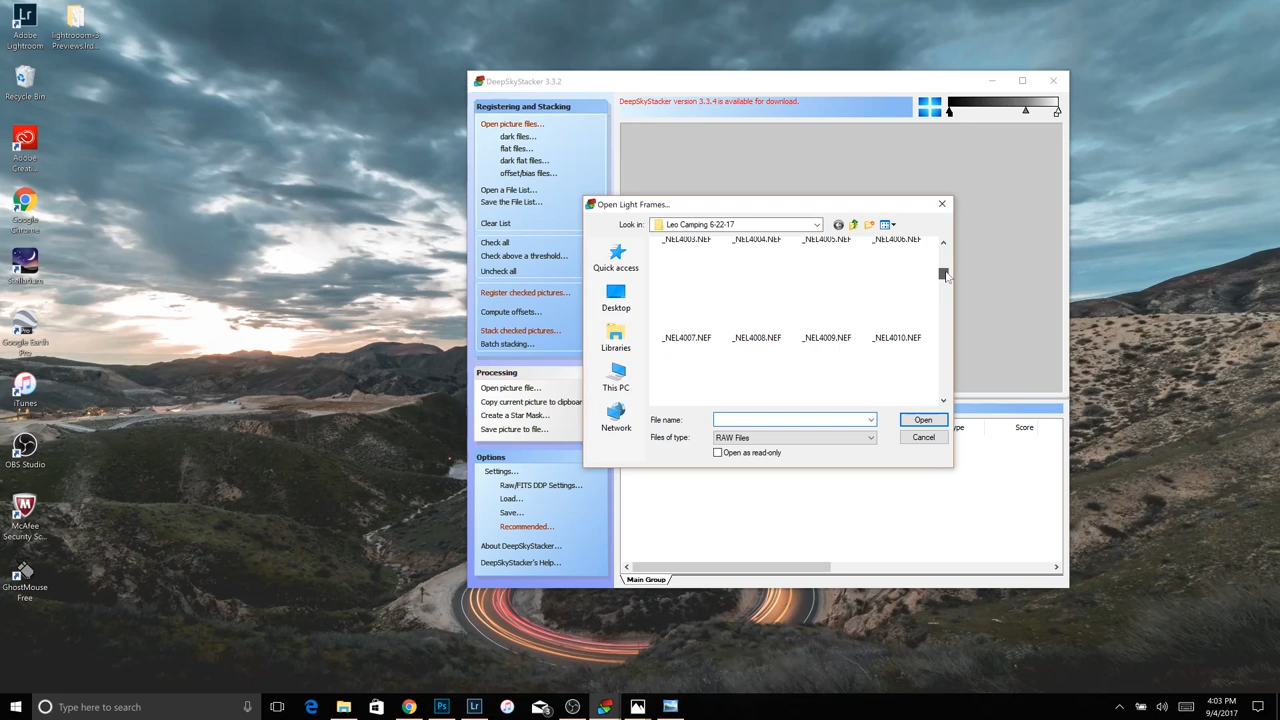 Adobe
Lightroom
lightrooom-3
Previews.lrd...
Recycle Bin
Adobe
Creati...
Google
Chrome
Stellarium
Google Earth
Pro
iTunes
OBS Studio
McAfee
Security Sc...
GhostMouse
Free
DeepSkyStacker 3.3.2
Registering and Stacking
Open picture files...
dark files...
flat files...
dark flat files...
offset/bias files...
Open a File List...
Save the File List...
Clear List
Check all
Check above a threshold...
Uncheck all
Register checked pictures...
Compute offsets...
Stack checked pictures...
Batch stacking...
Processing
Open picture file...
Copy current picture to clipboar
Create a Star Mask...
Save picture to file...
Options
Settings...
Raw/FITS DDP Settings...
Load...
Save...
Recommended...
About DeepSkyStacker...
DeepSkyStacker's Help...
DeepSkyStacker version 3.3.4 is available for download.
Open Light Frames...
Look in: Leo Camping 6-22-17
Quick access
Desktop
Libraries
This PC
Network
_NEL4003.NEF _NEL4004.NEF _NEL4005.NEF _NEL4006.NEF
_NEL4007.NEF _NEL4008.NEF _NEL4009.NEF _NEL4010.NEF
File name: Open
Files of type: RAW Files Cancel
Open as read-only
ype Score
Main Group
Type here to search
4:03 PM
9/4/2017